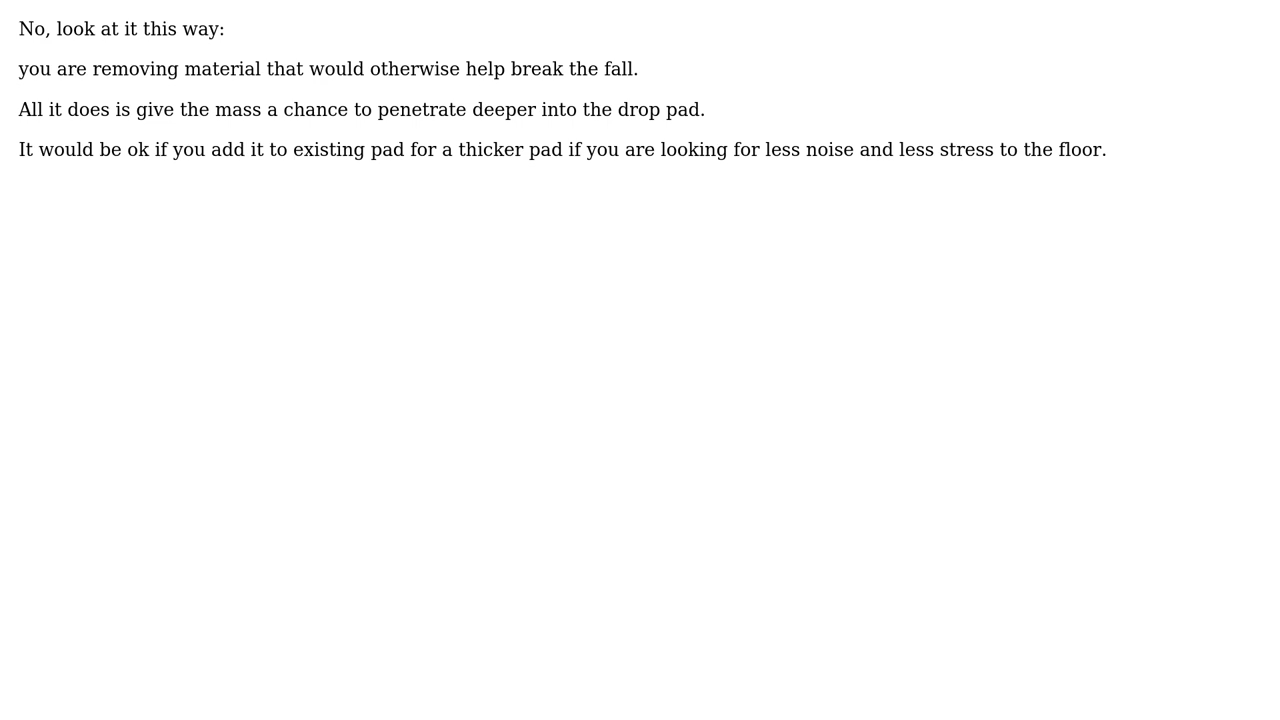 No, look at it this way:
you are removing material that would otherwise help break the fall.
All it does is give the mass a chance to penetrate deeper into the drop pad.
It would be ok if you add it to existing pad for a thicker pad if you are looking for less noise and less stress to the floor.